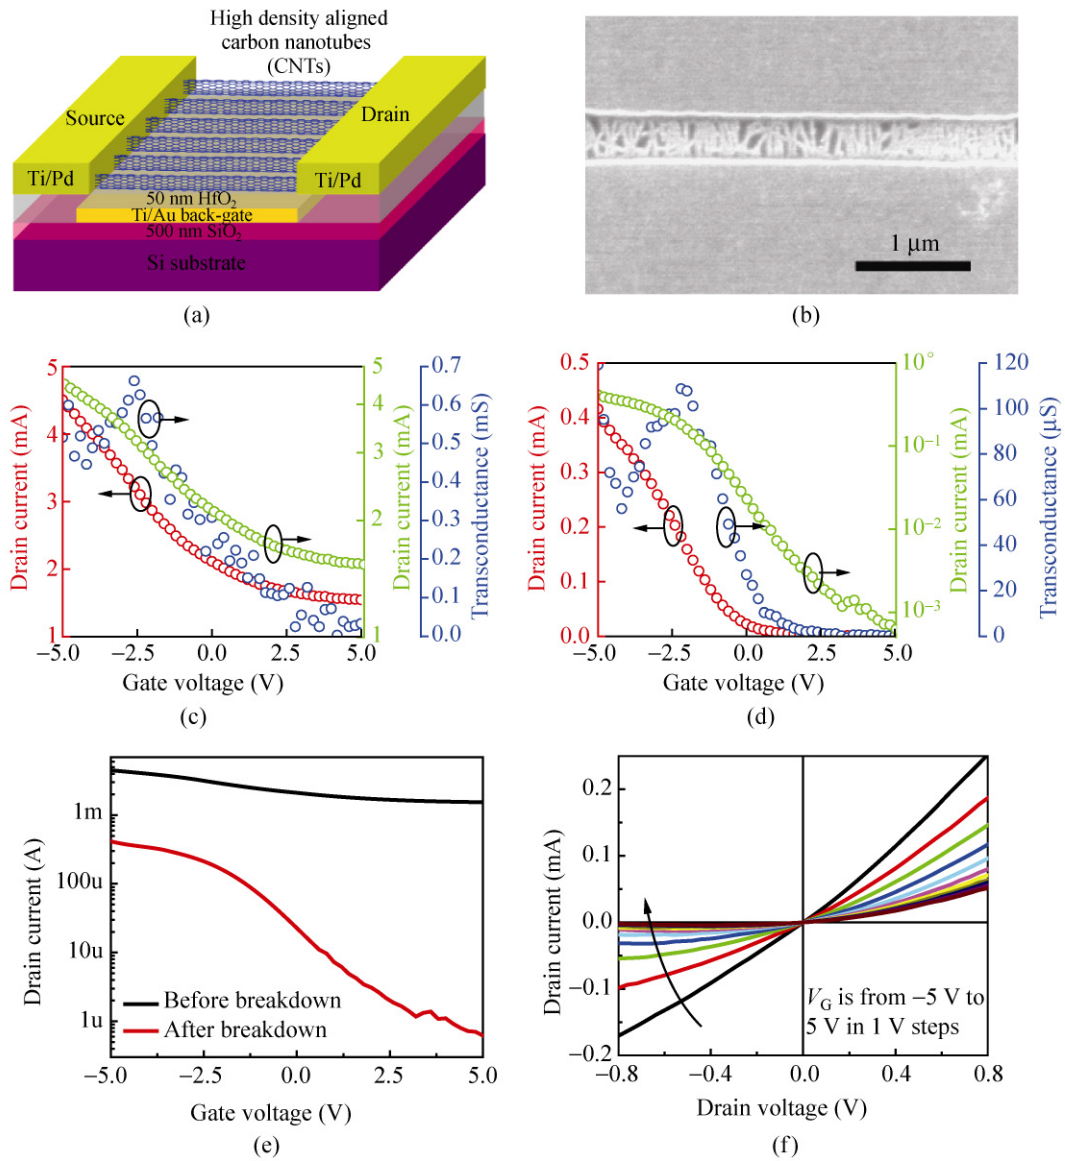 High density aligned
carbon nanotubes
(CNTs)
Source
Drain
Ti/Pd
Ti/Pd
50 nm HfO₂
Ti/Au back-gate
500 nm SiO₂
Si substrate
(a)
1 μm
(b)
Drain current (mA)
5
4
3
2
1
−5.0
−2.5
0.0
2.5
5.0
Gate voltage (V)
5
4
3
2
1
Drain current (mA)
0.7
0.6
0.5
0.4
0.3
0.2
0.1
0.0
Transconductance (mS)
(c)
Drain current (mA)
0.5
0.4
0.3
0.2
0.1
0.0
−5.0
−2.5
0.0
2.5
5.0
Gate voltage (V)
10⁰
10⁻¹
10⁻²
10⁻³
Drain current (mA)
120
100
80
60
40
20
0
Transconductance (μS)
(d)
Drain current (A)
1m
100u
10u
1u
Before breakdown
After breakdown
−5.0
−2.5
0.0
2.5
5.0
Gate voltage (V)
(e)
Drain current (mA)
0.2
0.1
0.0
−0.1
−0.2
V_G is from −5 V to
5 V in 1 V steps
−0.8
−0.4
0.0
0.4
0.8
Drain voltage (V)
(f)